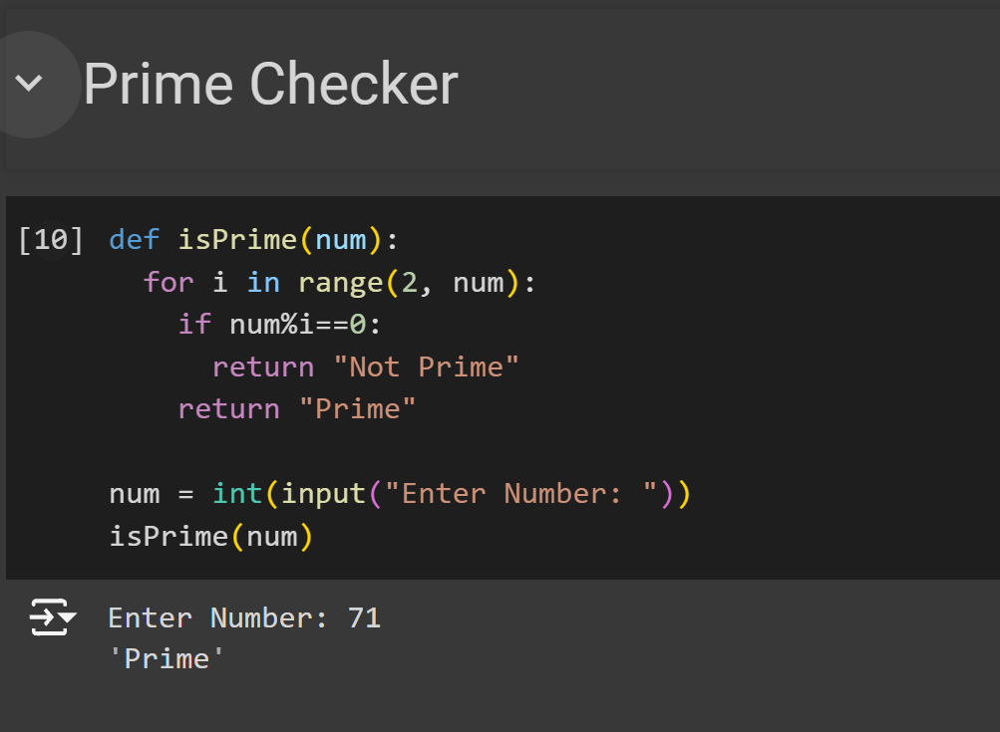 Prime Checker
[10] def isPrime(num):
  for i in range(2, num):
    if num%i==0:
      return "Not Prime"
    return "Prime"
num = int(input("Enter Number: "))
isPrime(num)
Enter Number: 71
'Prime'